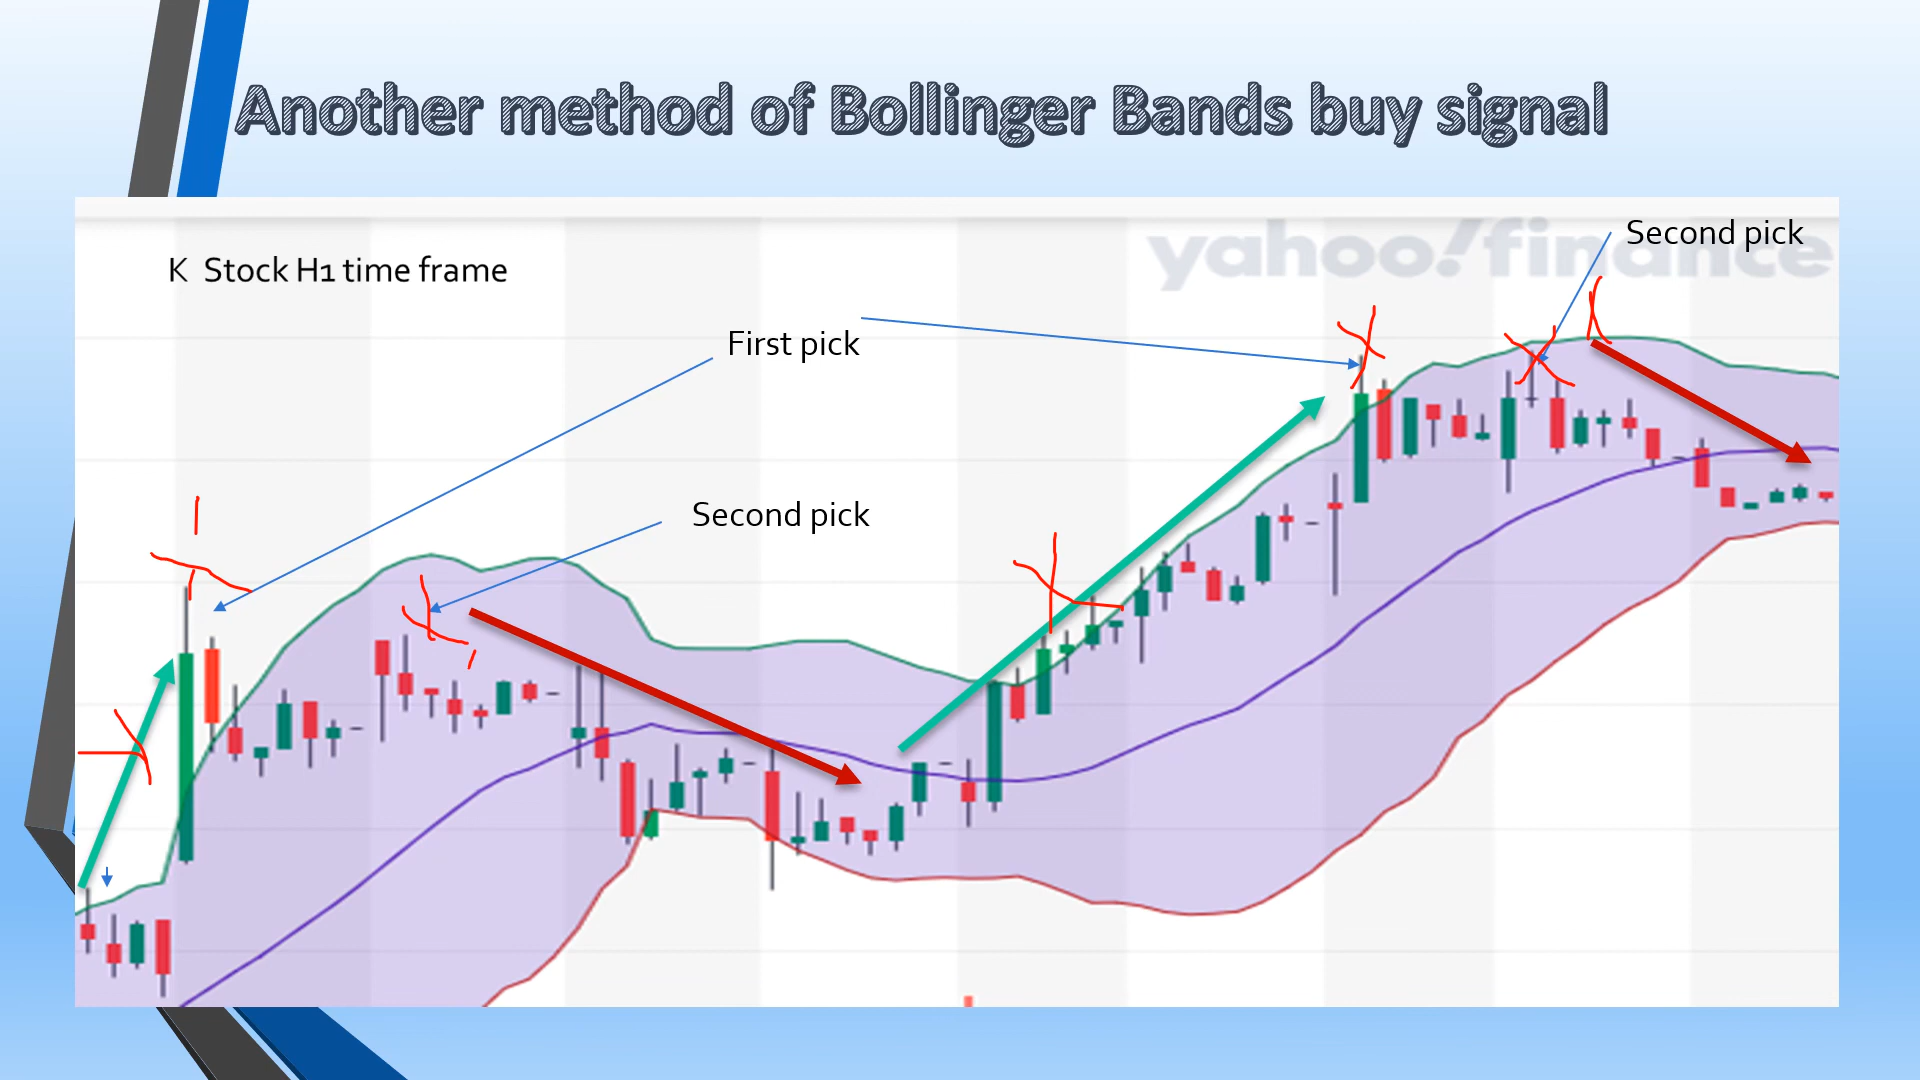 Another method of Bollinger Bands buy signal
yahoo!finance
Second pick
K Stock H1 time frame
First pick
Second pick